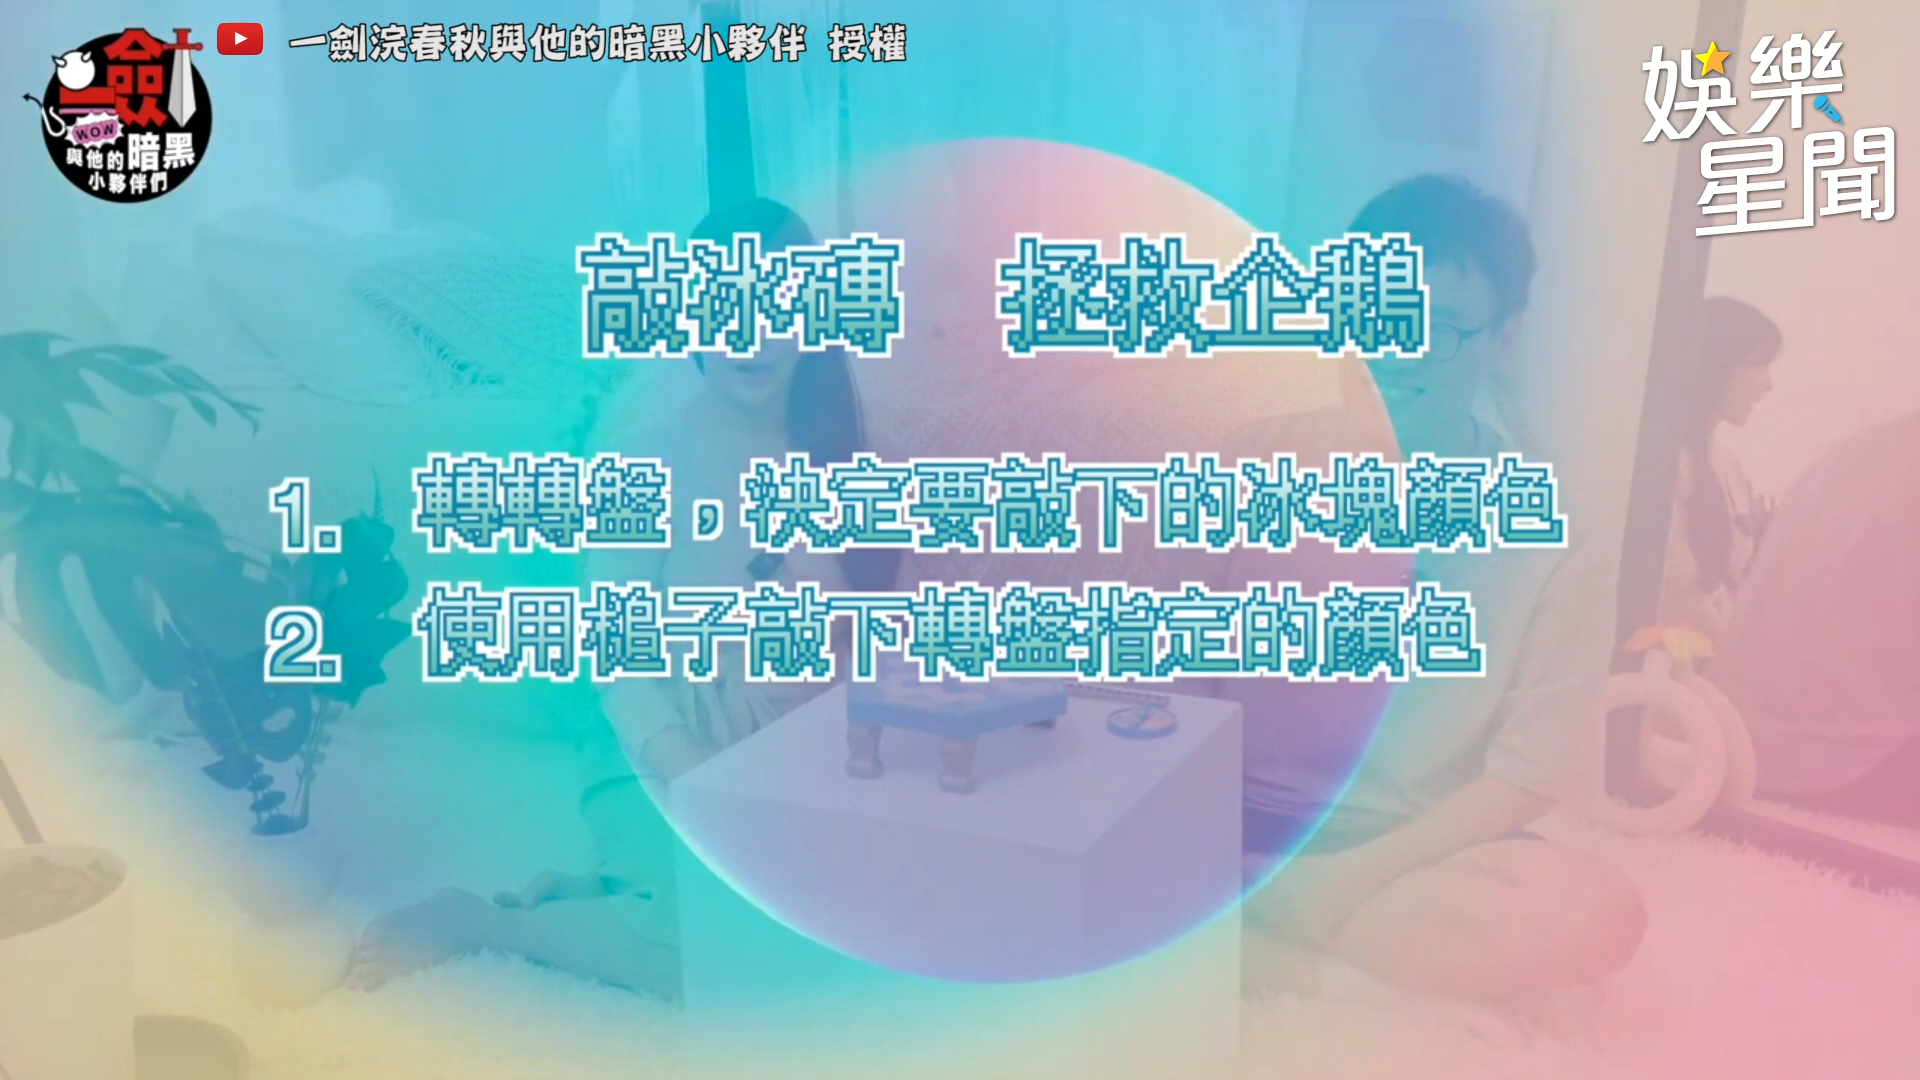 一劍浣春秋與他的暗黑小夥伴 授權
一劍
WOW
與他的暗黑
小夥伴們
娛樂
星聞
敲冰磚 拯救企鵝
1. 轉轉盤，決定要敲下的冰塊顏色
2. 使用槌子敲下轉盤指定的顏色